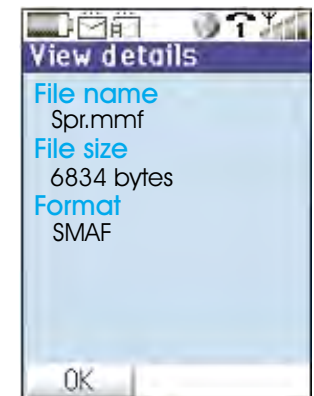 View details
File name
Spr.mmf
File size
6834 bytes
Format
SMAF
OK